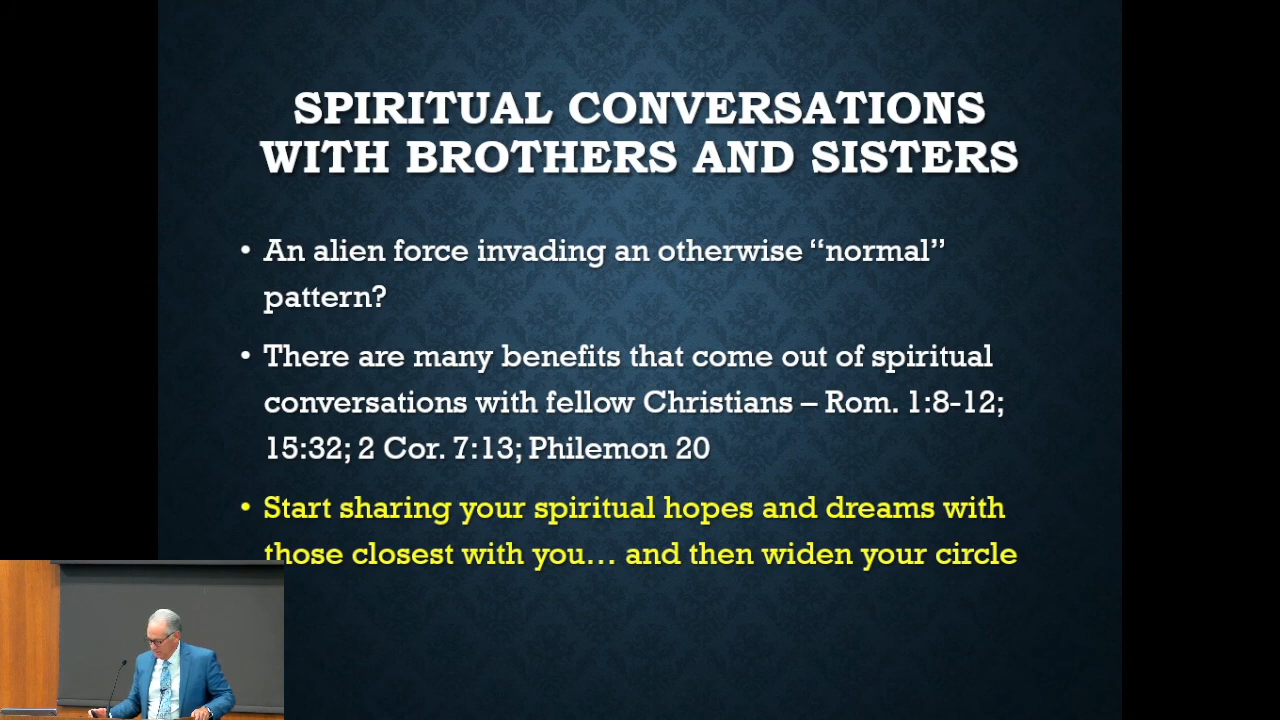 SPIRITUAL CONVERSATIONS
WITH BROTHERS AND SISTERS
• An alien force invading an otherwise “normal”
pattern?
• There are many benefits that come out of spiritual
conversations with fellow Christians – Rom. 1:8-12;
15:32; 2 Cor. 7:13; Philemon 20
• Start sharing your spiritual hopes and dreams with
those closest with you… and then widen your circle